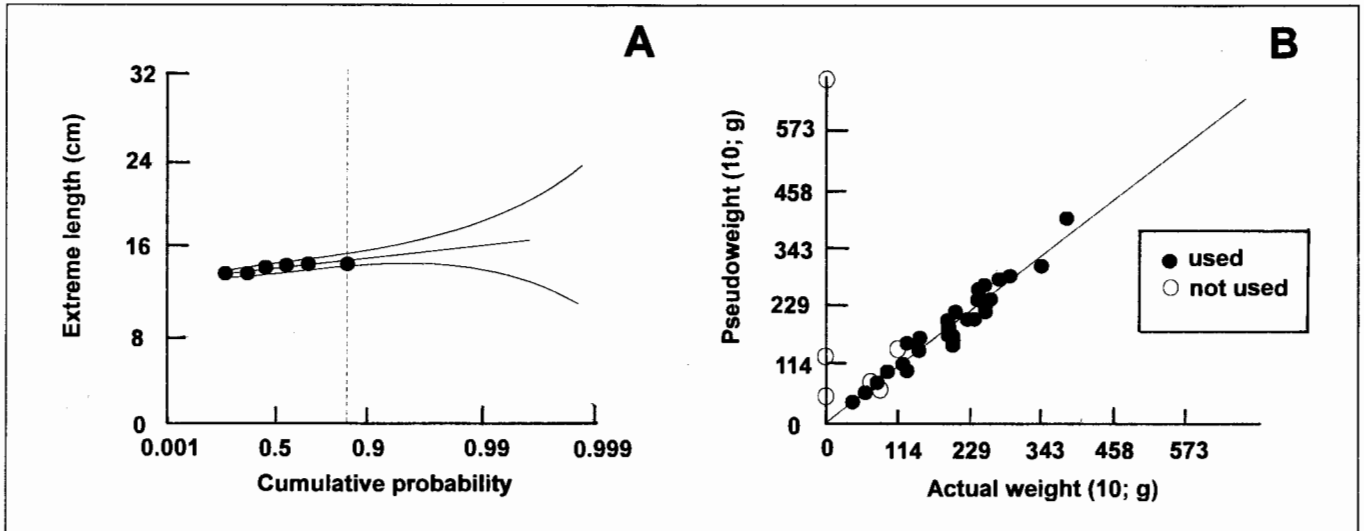 A
32
24
16
8
0
Extreme length (cm)
0.001 0.5 0.9 0.99 0.999
Cumulative probability
B
573
458
343
229
114
0
Pseudoweight (10; g)
used
not used
0 114 229 343 458 573
Actual weight (10; g)